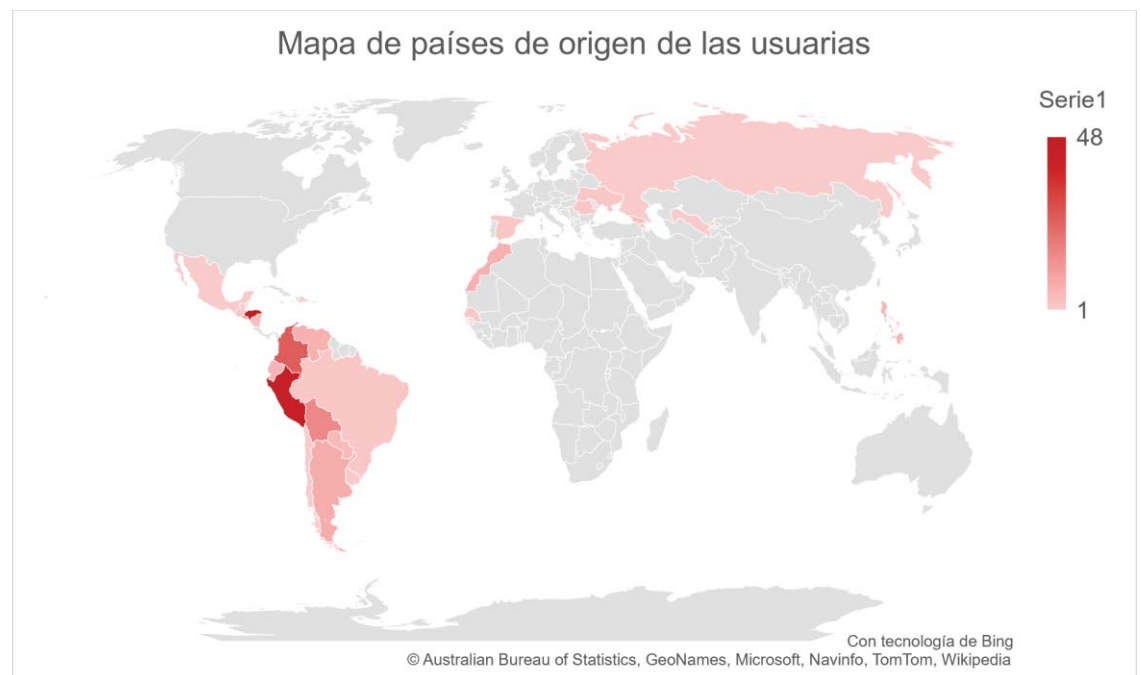 Mapa de países de origen de las usuarias
Serie1
48
1
Con tecnología de Bing
© Australian Bureau of Statistics, GeoNames, Microsoft, Navinfo, TomTom, Wikipedia